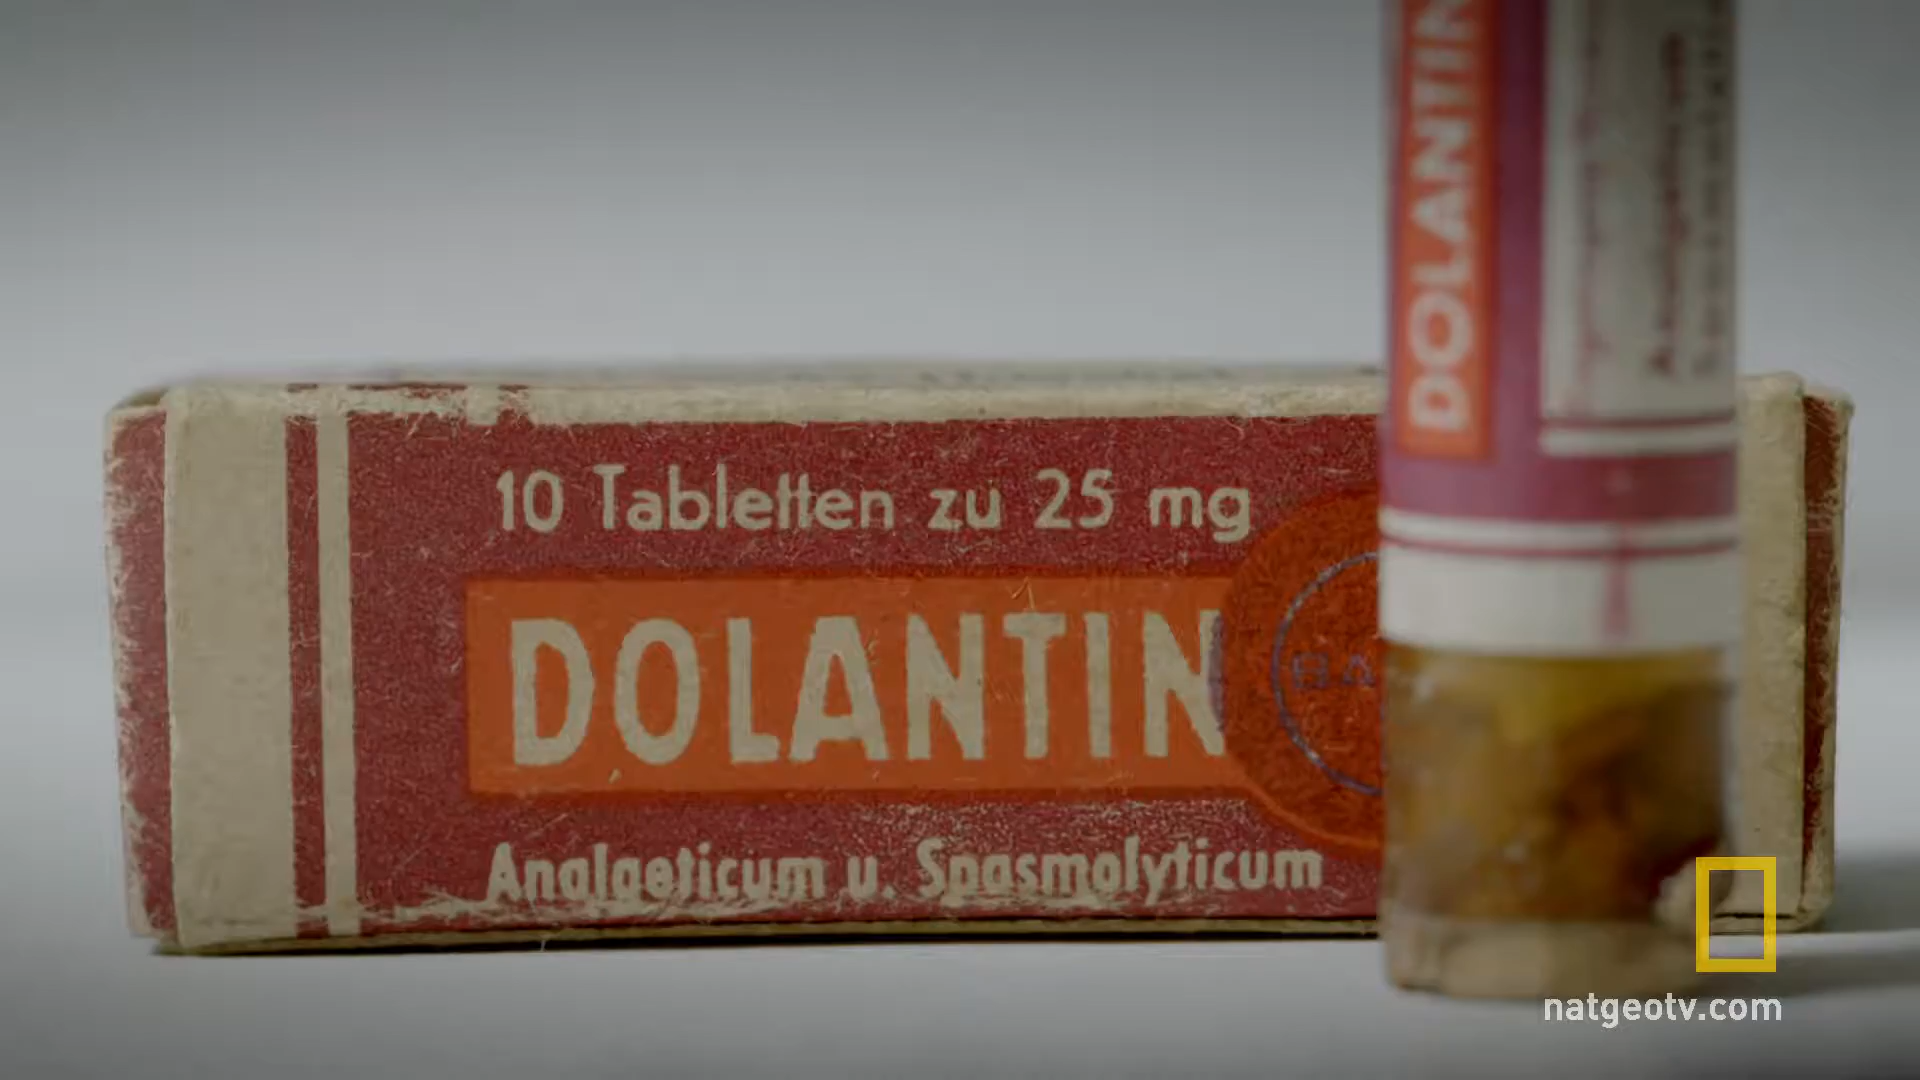 10 Tabletten zu 25 mg
DOLANTIN
Analgeticum u. Spasmolyticum
DOLANTIN
natgeotv.com